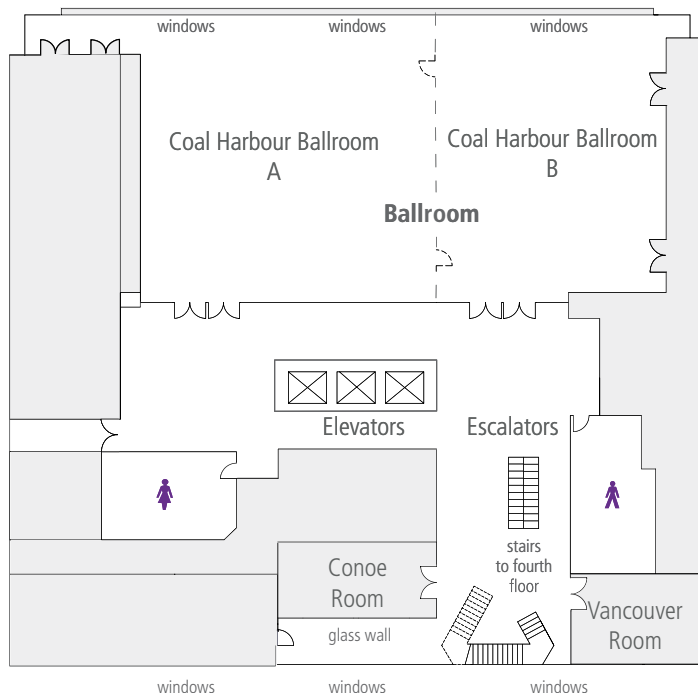 windows
windows
windows
Coal Harbour Ballroom
A
Coal Harbour Ballroom
B
Ballroom
Elevators
Escalators
stairs
to fourth
floor
Conoe
Room
glass wall
Vancouver
Room
windows
windows
windows